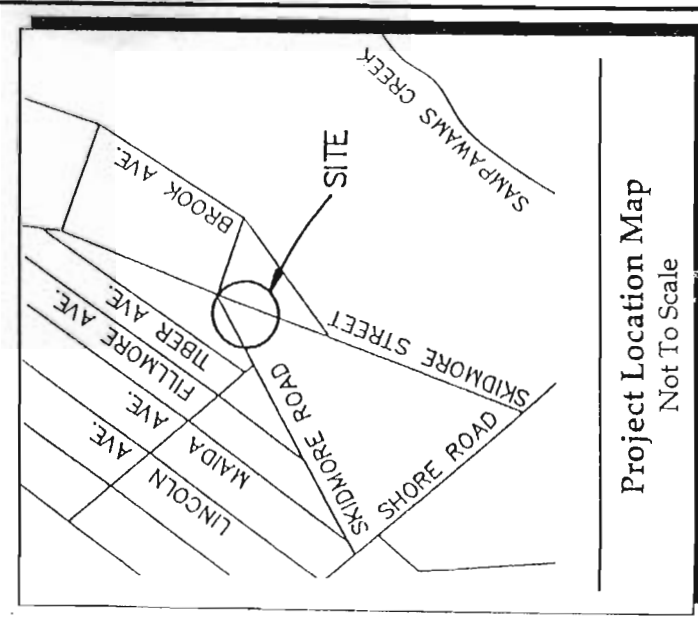 SAMPAWAMS CREEK
SITE
BROOK AVE.
TIBER AVE.
FILLMORE AVE.
MAIDA AVE.
LINCOLN AVE.
SKIDMORE STREET
SKIDMORE ROAD
SHORE ROAD
Project Location Map
Not To Scale